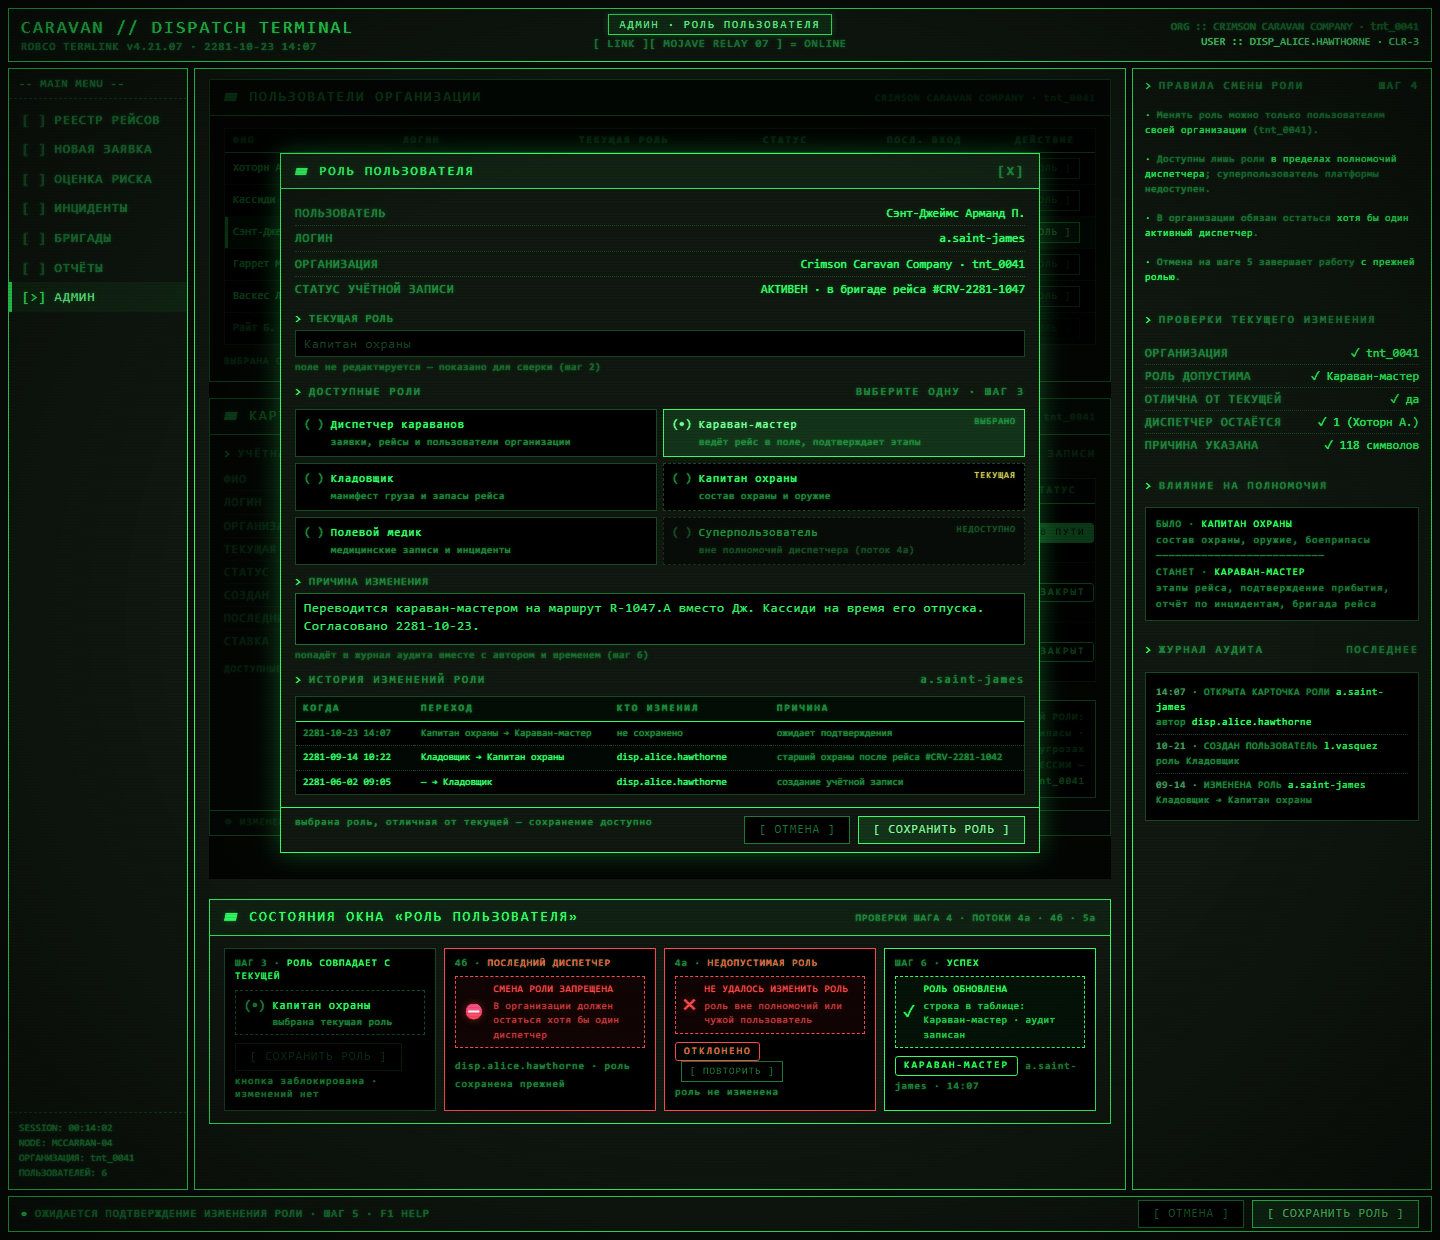 CARAVAN // DISPATCH TERMINAL
ROBCO TERMLINK v4.21.07 · 2281-10-23 14:07
АДМИН · РОЛЬ ПОЛЬЗОВАТЕЛЯ
[ LINK ][ MOJAVE RELAY 07 ] = ONLINE
ORG :: CRIMSON CARAVAN COMPANY · tnt_0041
USER :: DISP_ALICE.HAWTHORNE · CLR-3
-- MAIN MENU --
[ ] РЕЕСТР РЕЙСОВ
[ ] НОВАЯ ЗАЯВКА
[ ] ОЦЕНКА РИСКА
[ ] ИНЦИДЕНТЫ
[ ] БРИГАДЫ
[ ] ОТЧЁТЫ
[>] АДМИН
SESSION: 00:14:02
NODE: MCCARRAN-04
ОРГАНИЗАЦИЯ: tnt_0041
ПОЛЬЗОВАТЕЛЕЙ: 6
ПОЛЬЗОВАТЕЛИ ОРГАНИЗАЦИИ
CRIMSON CARAVAN COMPANY · tnt_0041
ФИО ЛОГИН ТЕКУЩАЯ РОЛЬ СТАТУС ПОСЛ. ВХОД ДЕЙСТВИЕ
Хоторн
Кассиди
Гаррет
Васкес
Райт Б.
РОЛЬ ПОЛЬЗОВАТЕЛЯ [X]
ПОЛЬЗОВАТЕЛЬ Сэнт-Джеймс Арманд П.
ЛОГИН a.saint-james
ОРГАНИЗАЦИЯ Crimson Caravan Company · tnt_0041
СТАТУС УЧЁТНОЙ ЗАПИСИ АКТИВЕН · в бригаде рейса #CRV-2281-1047
> ТЕКУЩАЯ РОЛЬ
Капитан охраны
поле не редактируется — показано для сверки (шаг 2)
> ДОСТУПНЫЕ РОЛИ ВЫБЕРИТЕ ОДНУ · ШАГ 3
( ) Диспетчер караванов
заявки, рейсы и пользователи организации
(•) Караван-мастер ВЫБРАНО
ведёт рейс в поле, подтверждает этапы
( ) Кладовщик
манифест груза и запасы рейса
( ) Капитан охраны ТЕКУЩАЯ
состав охраны и оружие
( ) Полевой медик
медицинские записи и инциденты
( ) Суперпользователь НЕДОСТУПНО
вне полномочий диспетчера (поток 4а)
> ПРИЧИНА ИЗМЕНЕНИЯ
Переводится караван-мастером на маршрут R-1047.A вместо Дж. Кассиди на время его отпуска.
Согласовано 2281-10-23.
попадёт в журнал аудита вместе с автором и временем (шаг 6)
> ИСТОРИЯ ИЗМЕНЕНИЙ РОЛИ a.saint-james
КОГДА ПЕРЕХОД КТО ИЗМЕНИЛ ПРИЧИНА
2281-10-23 14:07 Капитан охраны → Караван-мастер не сохранено ожидает подтверждения
2281-09-14 10:22 Кладовщик → Капитан охраны disp.alice.hawthorne старший охраны после рейса #CRV-2281-1042
2281-06-02 09:05 — → Кладовщик disp.alice.hawthorne создание учётной записи
выбрана роль, отличная от текущей — сохранение доступно
[ ОТМЕНА ] [ СОХРАНИТЬ РОЛЬ ]
СОСТОЯНИЯ ОКНА «РОЛЬ ПОЛЬЗОВАТЕЛЯ»
ПРОВЕРКИ ШАГА 4 · ПОТОКИ 4а · 4б · 5а
ШАГ 3 · РОЛЬ СОВПАДАЕТ С
ТЕКУЩЕЙ
(•) Капитан охраны
выбрана текущая роль
[ СОХРАНИТЬ РОЛЬ ]
кнопка заблокирована ·
изменений нет
4б · ПОСЛЕДНИЙ ДИСПЕТЧЕР
СМЕНА РОЛИ ЗАПРЕЩЕНА
В организации должен
остаться хотя бы один
диспетчер
disp.alice.hawthorne · роль
сохранена прежней
4а · НЕДОПУСТИМАЯ РОЛЬ
НЕ УДАЛОСЬ ИЗМЕНИТЬ РОЛЬ
роль вне полномочий или
чужой пользователь
ОТКЛОНЕНО
[ ПОВТОРИТЬ ]
роль не изменена
ШАГ 6 · УСПЕХ
РОЛЬ ОБНОВЛЕНА
✓ строка в таблице:
Караван-мастер · аудит
записан
КАРАВАН-МАСТЕР a.saint-
james · 14:07
> ПРАВИЛА СМЕНЫ РОЛИ ШАГ 4
· Менять роль можно только пользователям
своей организации (tnt_0041).
· Доступны лишь роли в пределах полномочий
диспетчера; суперпользователь платформы
недоступен.
· В организации обязан остаться хотя бы один
активный диспетчер.
· Отмена на шаге 5 завершает работу с прежней
ролью.
> ПРОВЕРКИ ТЕКУЩЕГО ИЗМЕНЕНИЯ
ОРГАНИЗАЦИЯ ✓ tnt_0041
РОЛЬ ДОПУСТИМА ✓ Караван-мастер
ОТЛИЧНА ОТ ТЕКУЩЕЙ ✓ да
ДИСПЕТЧЕР ОСТАЁТСЯ ✓ 1 (Хоторн А.)
ПРИЧИНА УКАЗАНА ✓ 118 символов
> ВЛИЯНИЕ НА ПОЛНОМОЧИЯ
БЫЛО · КАПИТАН ОХРАНЫ
состав охраны, оружие, боеприпасы
СТАНЕТ · КАРАВАН-МАСТЕР
этапы рейса, подтверждение прибытия,
отчёт по инцидентам, бригада рейса
> ЖУРНАЛ АУДИТА ПОСЛЕДНЕЕ
14:07 · ОТКРЫТА КАРТОЧКА РОЛИ a.saint-
james
автор disp.alice.hawthorne
10-21 · СОЗДАН ПОЛЬЗОВАТЕЛЬ l.vasquez
роль Кладовщик
09-14 · ИЗМЕНЕНА РОЛЬ a.saint-james
Кладовщик → Капитан охраны
● ОЖИДАЕТСЯ ПОДТВЕРЖДЕНИЕ ИЗМЕНЕНИЯ РОЛИ · ШАГ 5 · F1 HELP
[ ОТМЕНА ] [ СОХРАНИТЬ РОЛЬ ]